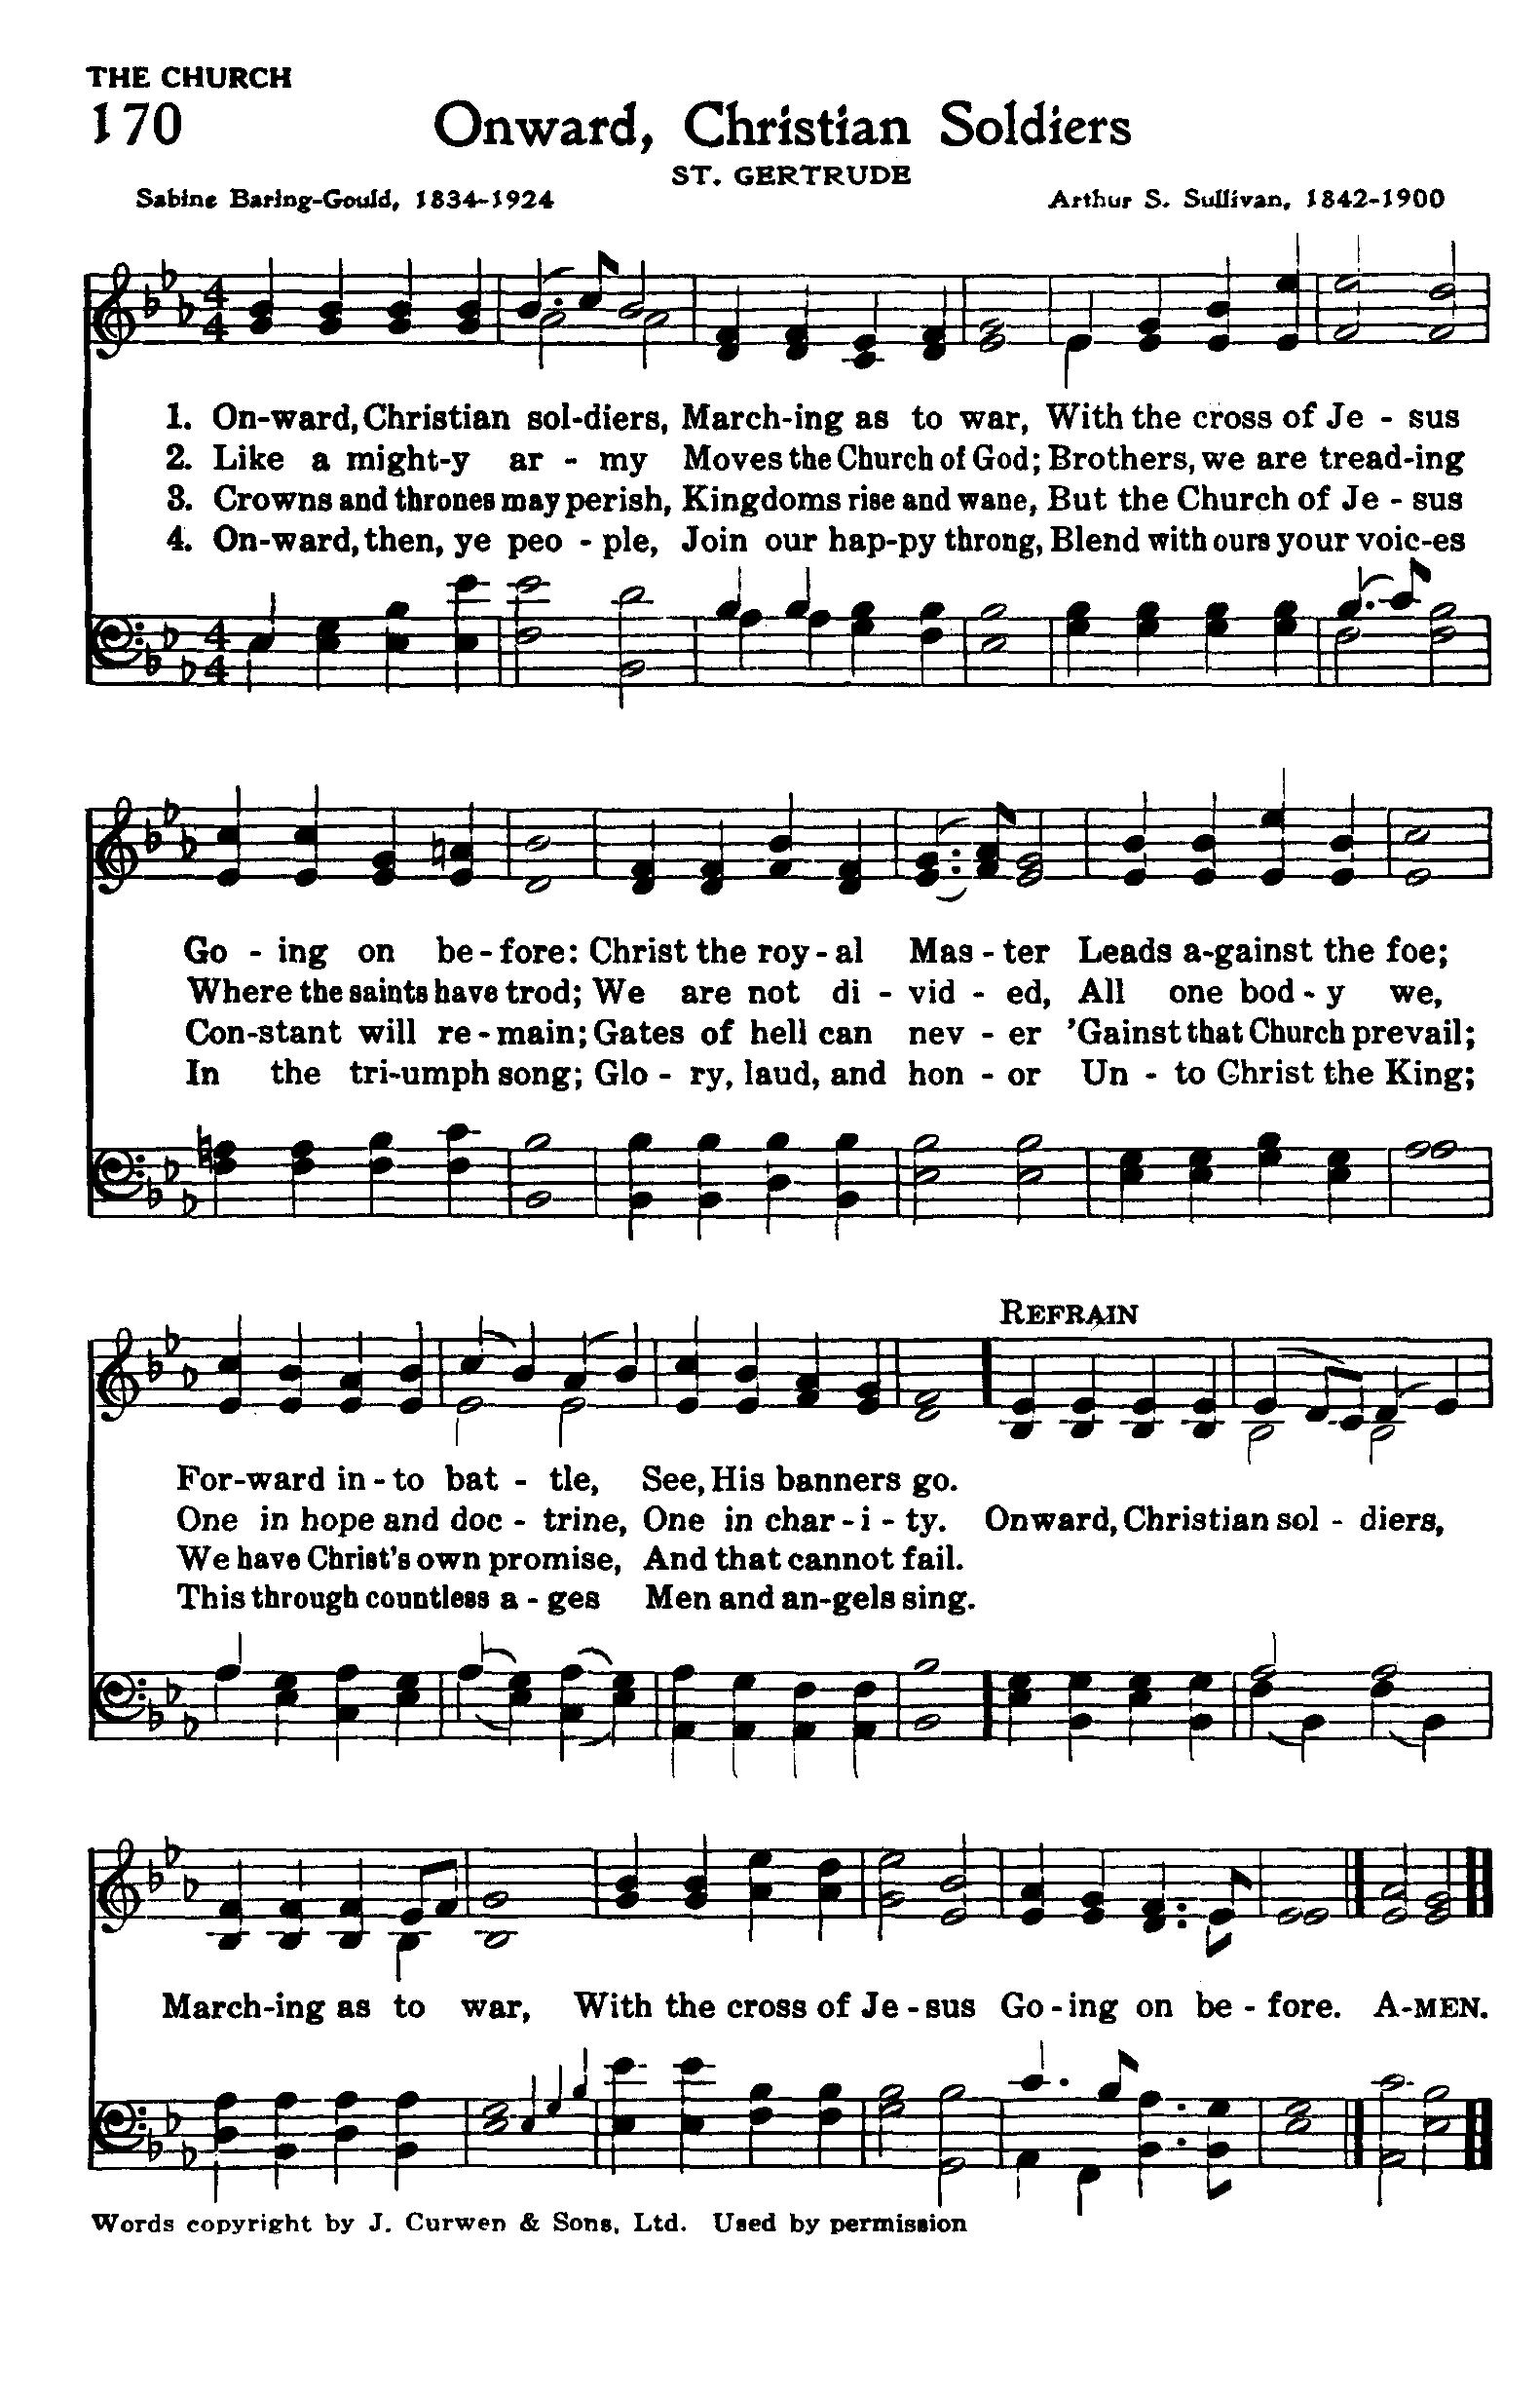 THE CHURCH
170 Onward, Christian Soldiers
ST. GERTRUDE
Sabine Baring-Gould, 1834-1924 Arthur S. Sullivan, 1842-1900
1. On-ward, Christian sol-diers, March-ing as to war, With the cross of Je - sus
2. Like a might-y ar - my Moves the Church of God; Brothers, we are tread-ing
3. Crowns and thrones may perish, Kingdoms rise and wane, But the Church of Je - sus
4. On-ward, then, ye peo - ple, Join our hap-py throng, Blend with ours your voic-es
Go - ing on be - fore: Christ the roy - al Mas - ter Leads a-gainst the foe;
Where the saints have trod; We are not di - vid - ed, All one bod - y we,
Con-stant will re - main; Gates of hell can nev - er 'Gainst that Church prevail;
In the tri-umph song; Glo - ry, laud, and hon - or Un - to Christ the King;
REFRAIN
For-ward in - to bat - tle, See, His banners go.
One in hope and doc - trine, One in char - i - ty. Onward, Christian sol - diers,
We have Christ's own promise, And that cannot fail.
This through countless a - ges Men and an-gels sing.
March-ing as to war, With the cross of Je - sus Go - ing on be - fore. A-MEN.
Words copyright by J. Curwen & Sons, Ltd. Used by permission